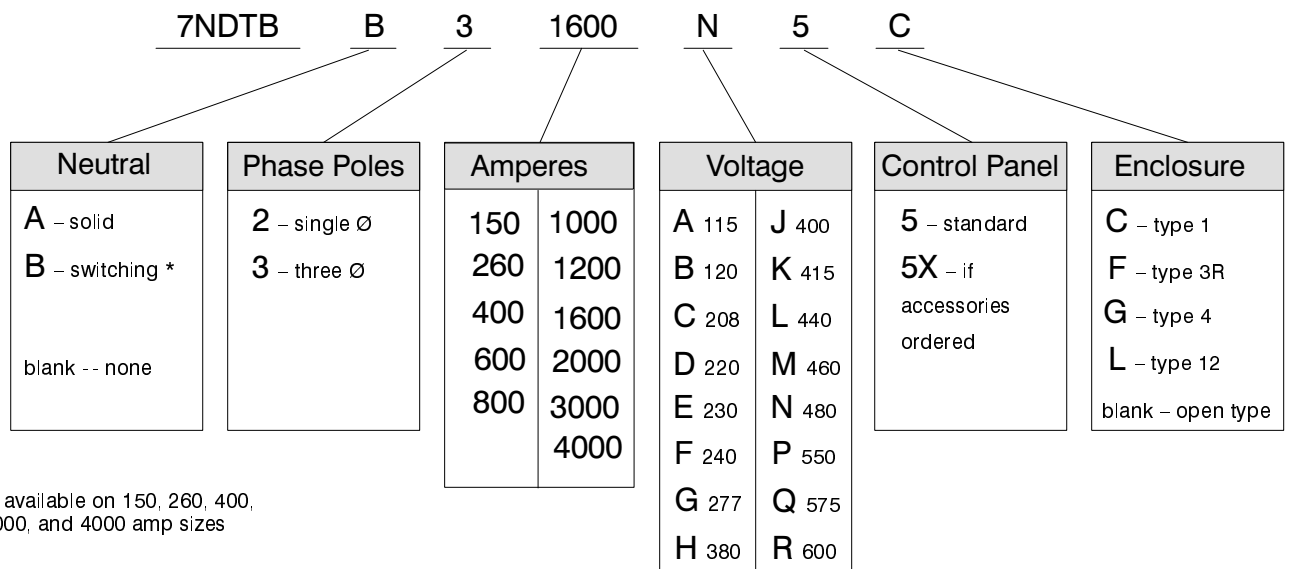 7NDTB B 3 1600 N 5 C
Neutral
A – solid
B – switching *
blank -- none
Phase Poles
2 – single Ø
3 – three Ø
Amperes
150 1000
260 1200
400 1600
600 2000
800 3000
4000
Voltage
A 115 J 400
B 120 K 415
C 208 L 440
D 220 M 460
E 230 N 480
F 240 P 550
G 277 Q 575
H 380 R 600
Control Panel
5 – standard
5X – if
accessories
ordered
Enclosure
C – type 1
F – type 3R
G – type 4
L – type 12
blank – open type
available on 150, 260, 400,
and 4000 amp sizes